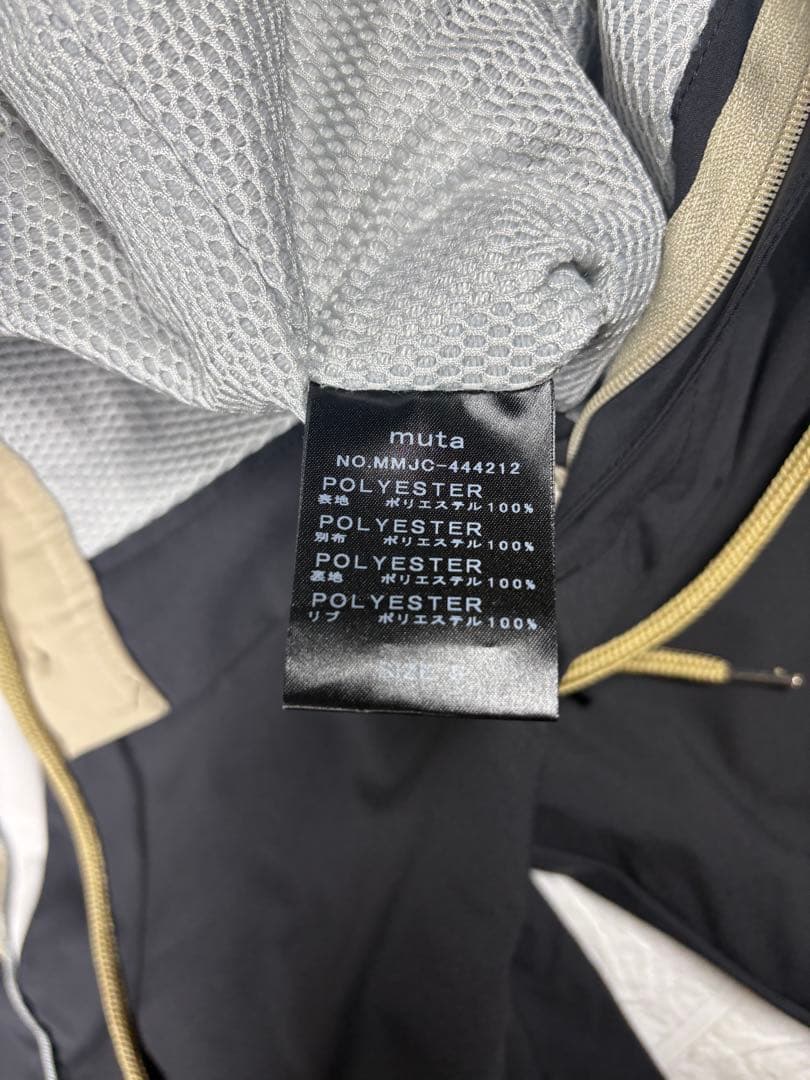 muta
NO.MMJC-444212
POLYESTER
表地 ポリエステル100%
POLYESTER
別布 ポリエステル100%
POLYESTER
裏地 ポリエステル100%
POLYESTER
リブ ポリエステル100%
SIZE